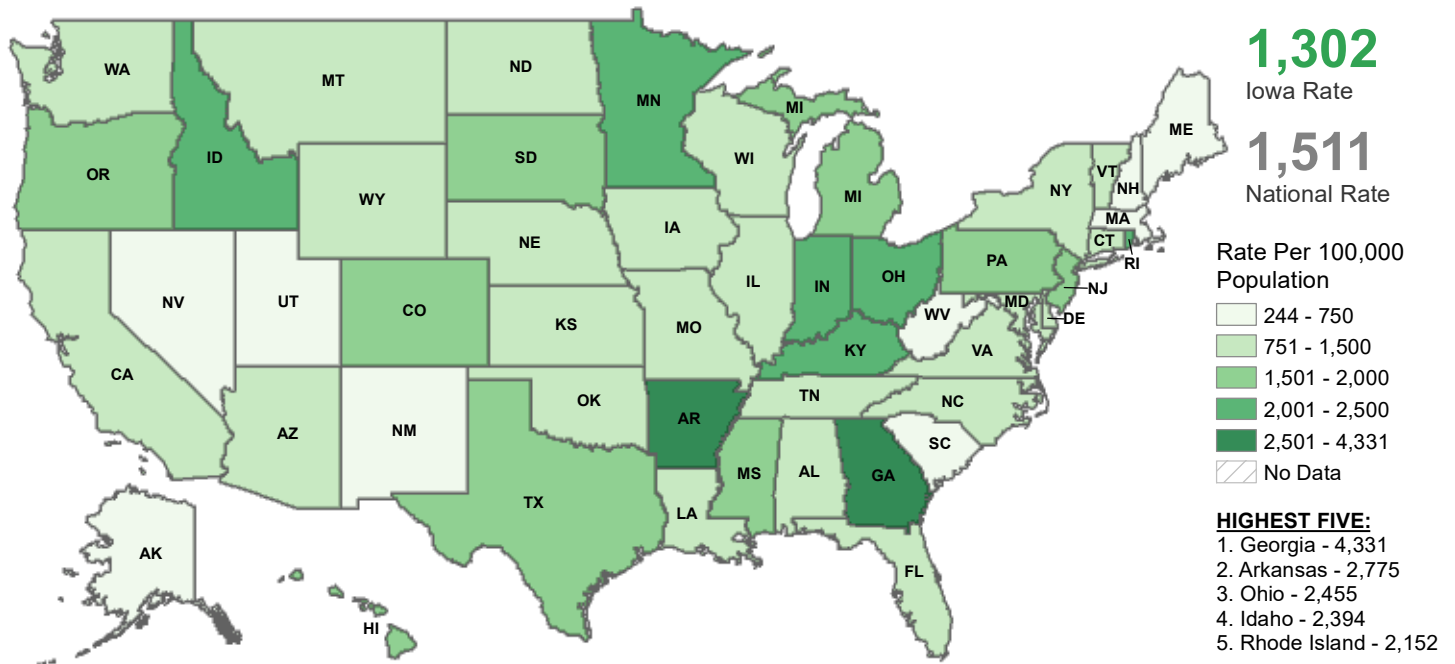 WA
MT
ND
MN
MI
ME
OR
ID
SD
WI
VT
NH
WY
NY
MI
MA
IA
CT
RI
NE
PA
NJ
NV
UT
CO
IL
IN
OH
MD
DE
WV
KS
MO
KY
VA
CA
OK
TN
NC
AZ
NM
AR
SC
MS
AL
GA
TX
LA
AK
FL
HI
1,302
Iowa Rate
1,511
National Rate
Rate Per 100,000
Population
244 - 750
751 - 1,500
1,501 - 2,000
2,001 - 2,500
2,501 - 4,331
No Data
HIGHEST FIVE:
1. Georgia - 4,331
2. Arkansas - 2,775
3. Ohio - 2,455
4. Idaho - 2,394
5. Rhode Island - 2,152